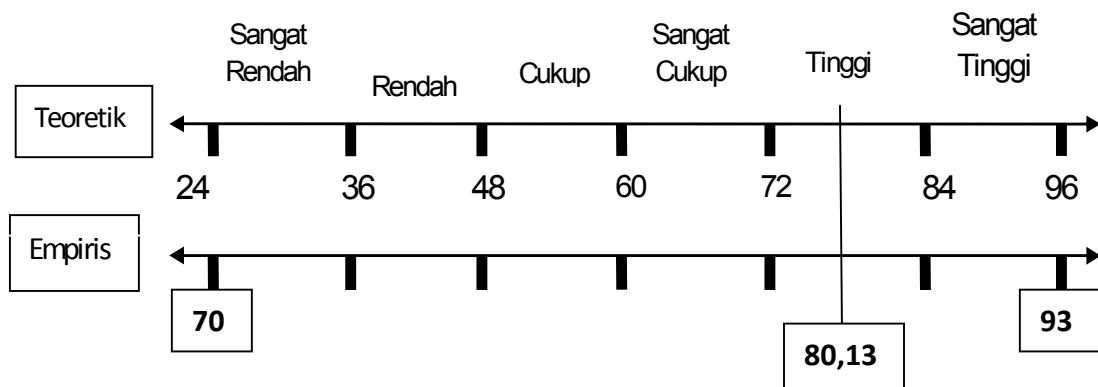 Sangat
Rendah
Rendah
Cukup
Sangat
Cukup
Tinggi
Sangat
Tinggi
Teoretik
24
36
48
60
72
84
96
Empiris
70
80,13
93